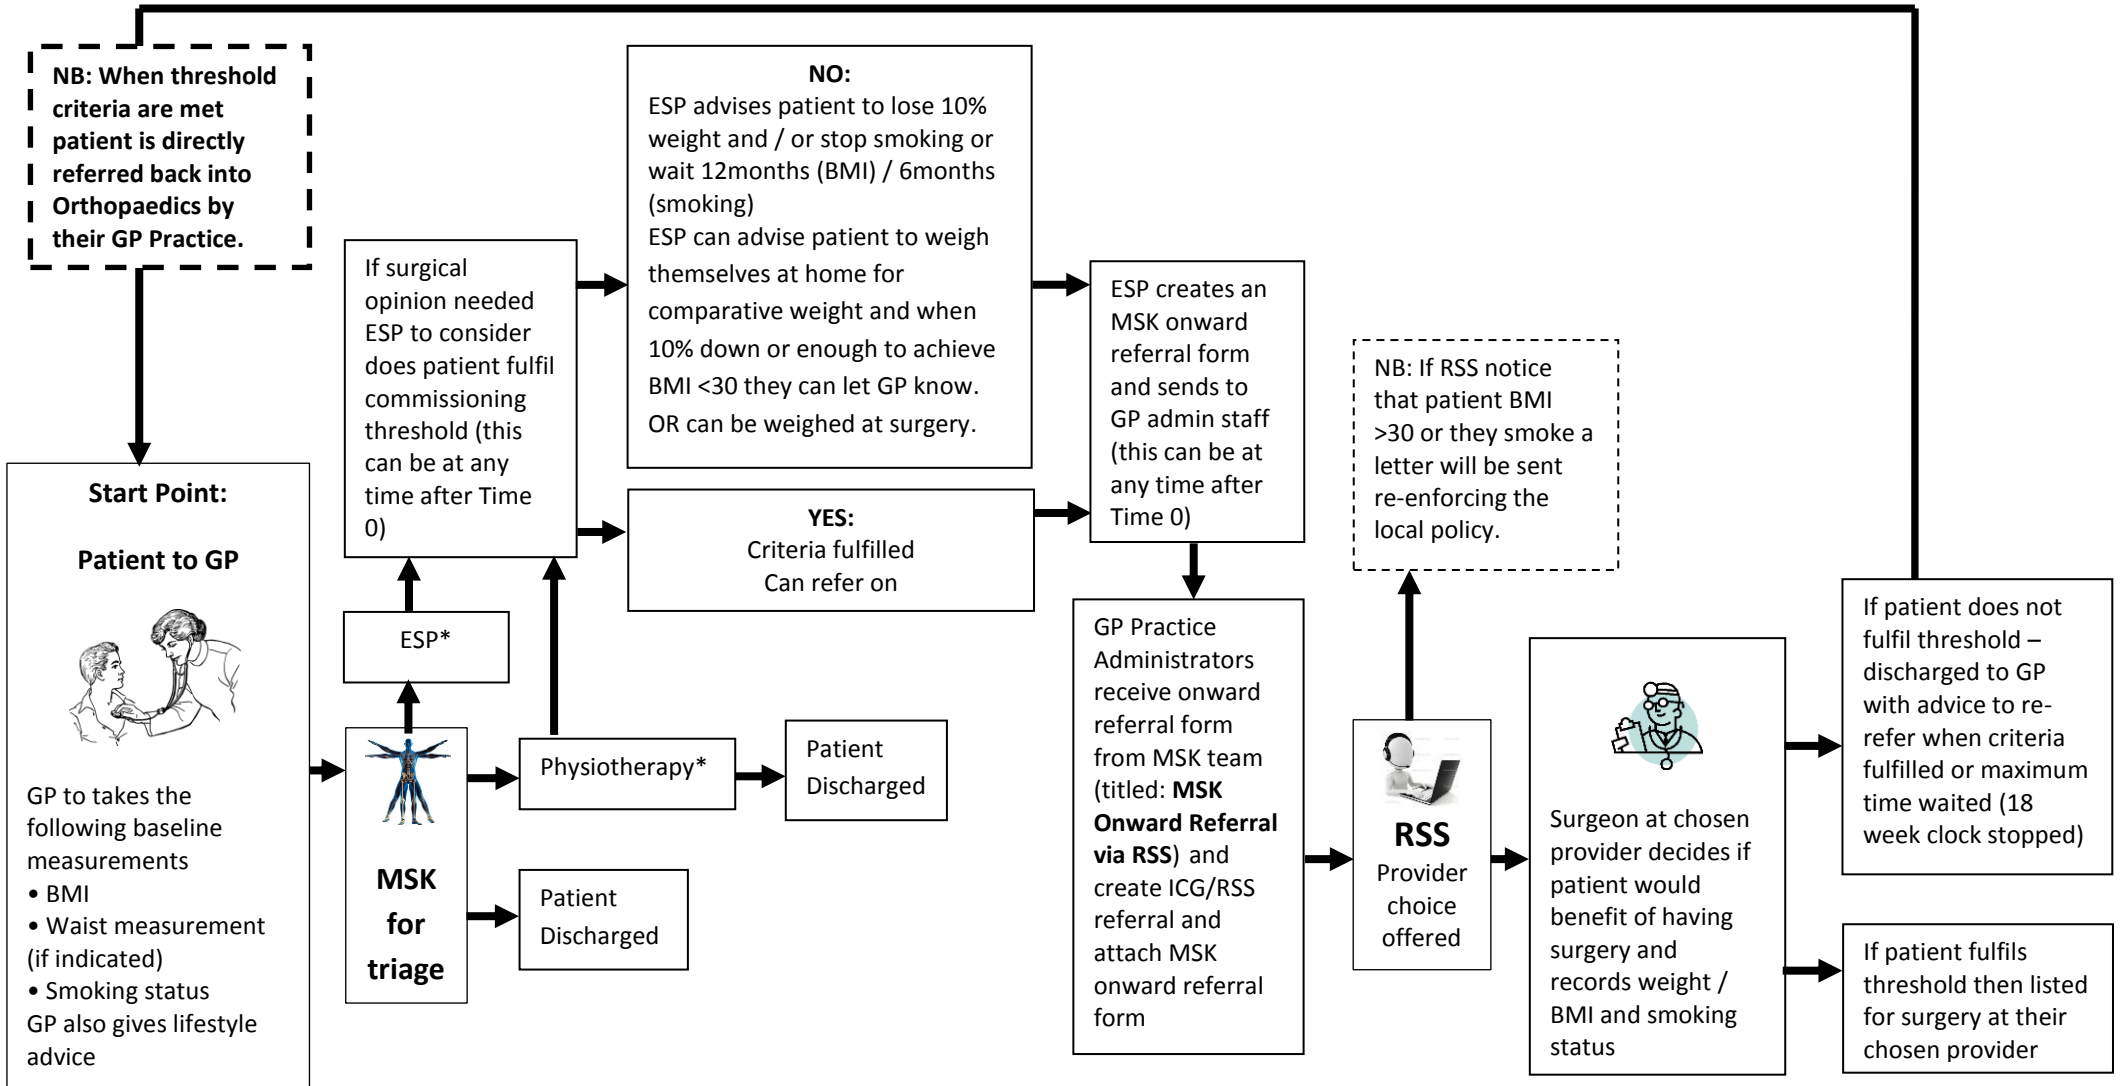 NB: When threshold
criteria are met
patient is directly
referred back into
Orthopaedics by
their GP Practice.
Start Point:
Patient to GP
GP to takes the
following baseline
measurements
• BMI
• Waist measurement
(if indicated)
• Smoking status
GP also gives lifestyle
advice
MSK
for
triage
ESP*
Physiotherapy*
Patient
Discharged
Patient
Discharged
If surgical
opinion needed
ESP to consider
does patient fulfil
commissioning
threshold (this
can be at any
time after Time
0)
NO:
ESP advises patient to lose 10%
weight and / or stop smoking or
wait 12months (BMI) / 6months
(smoking)
ESP can advise patient to weigh
themselves at home for
comparative weight and when
10% down or enough to achieve
BMI <30 they can let GP know.
OR can be weighed at surgery.
YES:
Criteria fulfilled
Can refer on
ESP creates an
MSK onward
referral form
and sends to
GP admin staff
(this can be at
any time after
Time 0)
GP Practice
Administrators
receive onward
referral form
from MSK team
(titled: MSK
Onward Referral
via RSS) and
create ICG/RSS
referral and
attach MSK
onward referral
form
NB: If RSS notice
that patient BMI
>30 or they smoke a
letter will be sent
re-enforcing the
local policy.
RSS
Provider
choice
offered
Surgeon at chosen
provider decides if
patient would
benefit of having
surgery and
records weight /
BMI and smoking
status
If patient does not
fulfil threshold –
discharged to GP
with advice to re-
refer when criteria
fulfilled or maximum
time waited (18
week clock stopped)
If patient fulfils
threshold then listed
for surgery at their
chosen provider